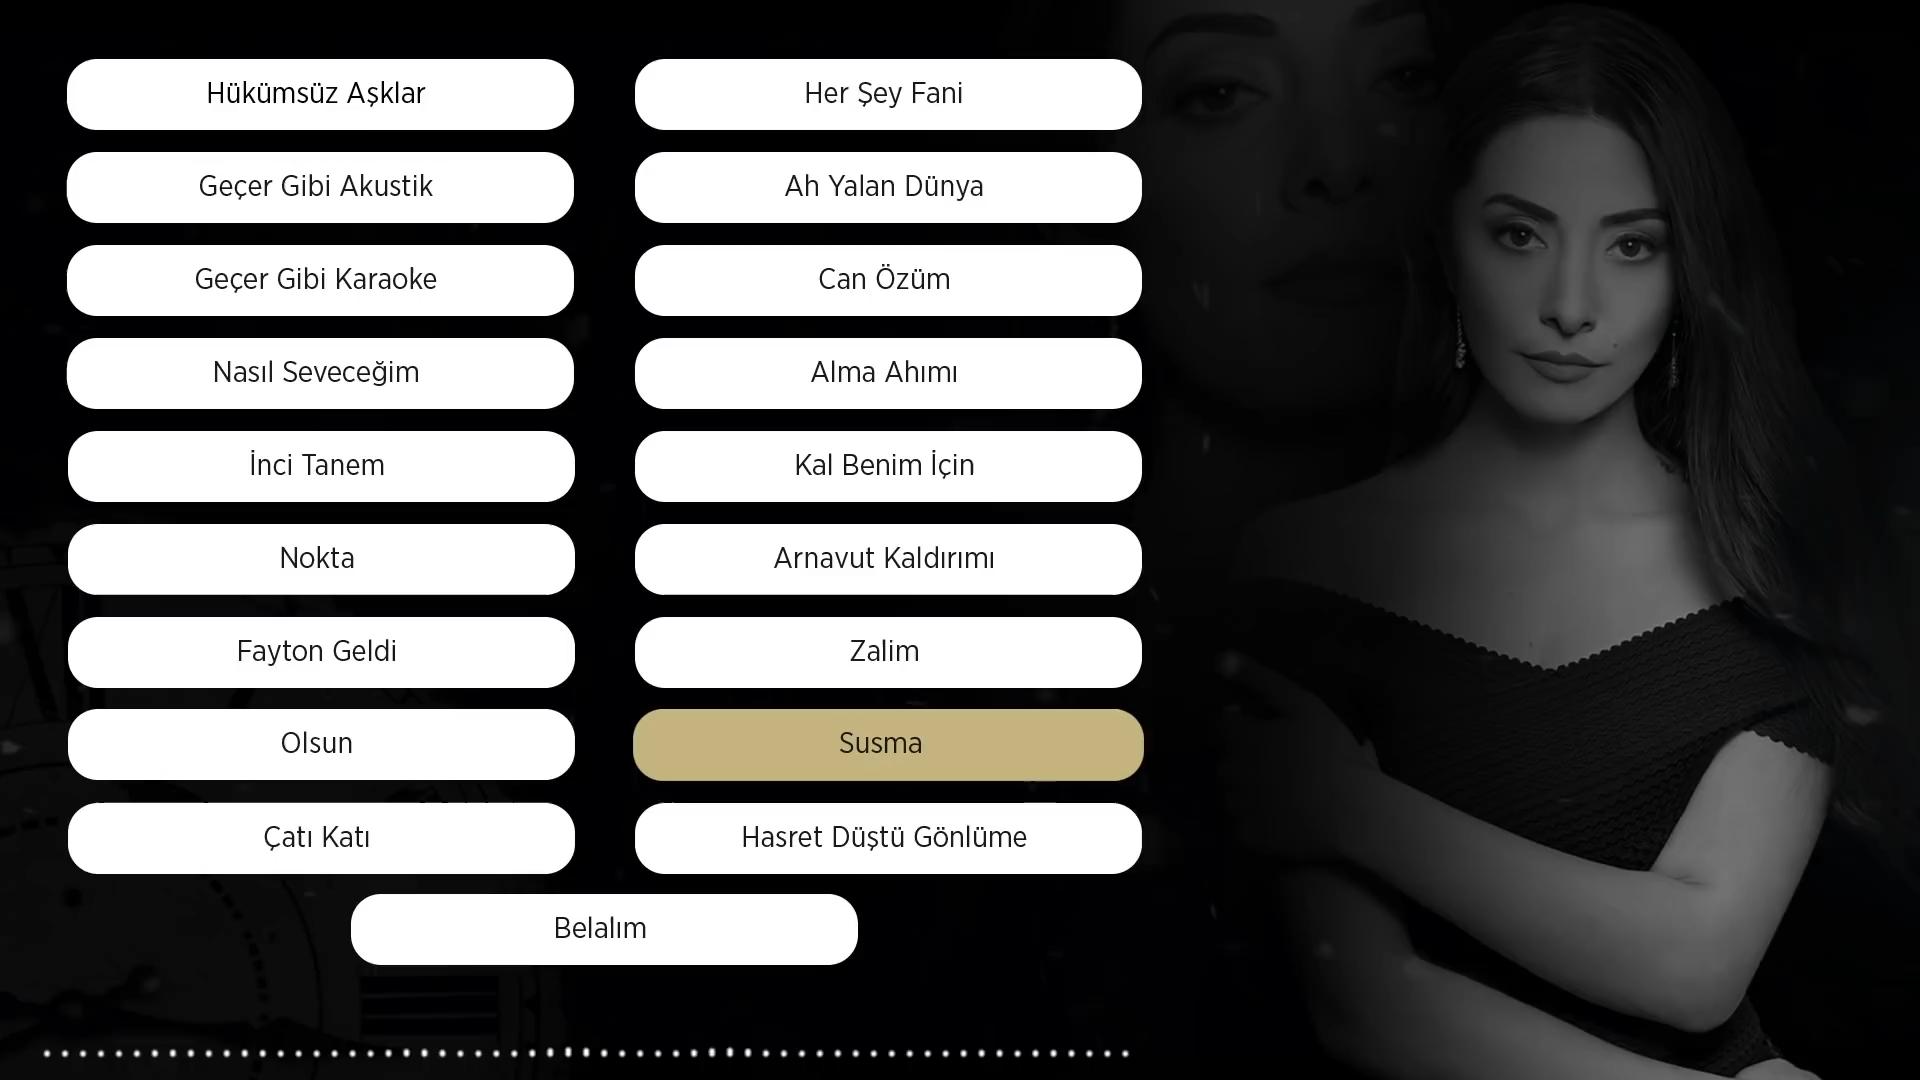 Hükümsüz Aşklar
Geçer Gibi Akustik
Geçer Gibi Karaoke
Nasıl Seveceğim
İnci Tanem
Nokta
Fayton Geldi
Olsun
Çatı Katı
Her Şey Fani
Ah Yalan Dünya
Can Özüm
Alma Ahımı
Kal Benim İçin
Arnavut Kaldırımı
Zalim
Susma
Hasret Düştü Gönlüme
Belalım